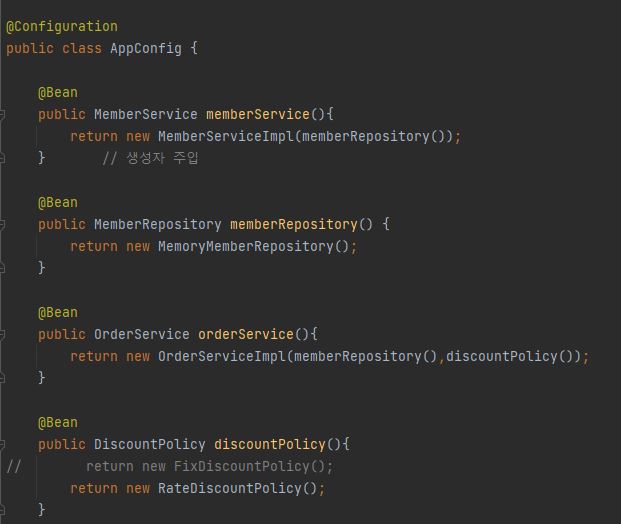 @Configuration
public class AppConfig {
@Bean
public MemberService memberService(){
return new MemberServiceImpl(memberRepository());
} // 생성자 주입
@Bean
public MemberRepository memberRepository() {
return new MemoryMemberRepository();
}
@Bean
public OrderService orderService(){
return new OrderServiceImpl(memberRepository(),discountPolicy());
}
@Bean
public DiscountPolicy discountPolicy(){
// return new FixDiscountPolicy();
return new RateDiscountPolicy();
}